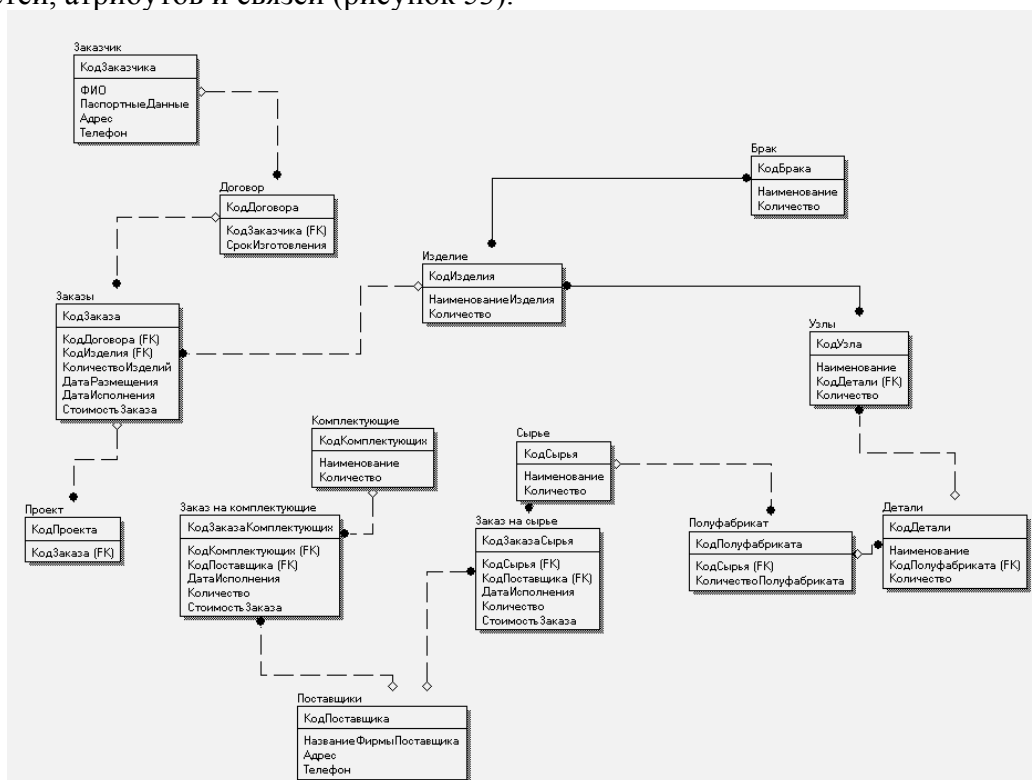 атрибутов и связей (рисунок 53).
Заказчик
КодЗаказчика
ФИО
ПаспортныеДанные
Адрес
Телефон
Брак
КодБрака
Наименование
Количество
Договор
КодДоговора
КодЗаказчика (FK)
СрокИзготовления
Изделие
КодИзделия
НаименованиеИзделия
Количество
Заказы
КодЗаказа
КодДоговора (FK)
КодИзделия (FK)
КоличествоИзделий
ДатаРазмещения
ДатаИсполнения
СтоимостьЗаказа
Узлы
КодУзла
Наименование
КодДетали (FK)
Количество
Комплектующие
КодКомплектующих
Наименование
Количество
Сырье
КодСырья
Наименование
Количество
Проект
КодПроекта
КодЗаказа (FK)
Заказ на комплектующие
КодЗаказаКомплектующих
КодКомплектующих (FK)
КодПоставщика (FK)
ДатаИсполнения
Количество
СтоимостьЗаказа
Заказ на сырье
КодЗаказаСырья
КодСырья (FK)
КодПоставщика (FK)
ДатаИсполнения
Количество
СтоимостьЗаказа
Полуфабрикат
КодПолуфабриката
КодСырья (FK)
КоличествоПолуфабриката
Детали
КодДетали
Наименование
КодПолуфабриката (FK)
Количество
Поставщики
КодПоставщика
НазваниеФирмыПоставщика
Адрес
Телефон